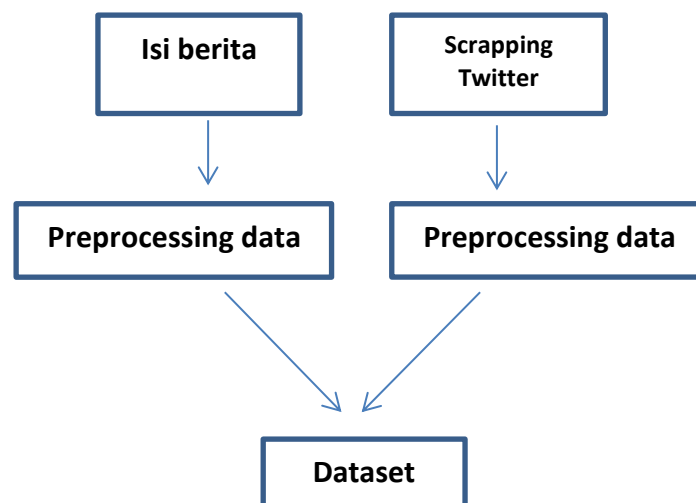 Isi berita
Scrapping
Twitter
Preprocessing data
Preprocessing data
Dataset